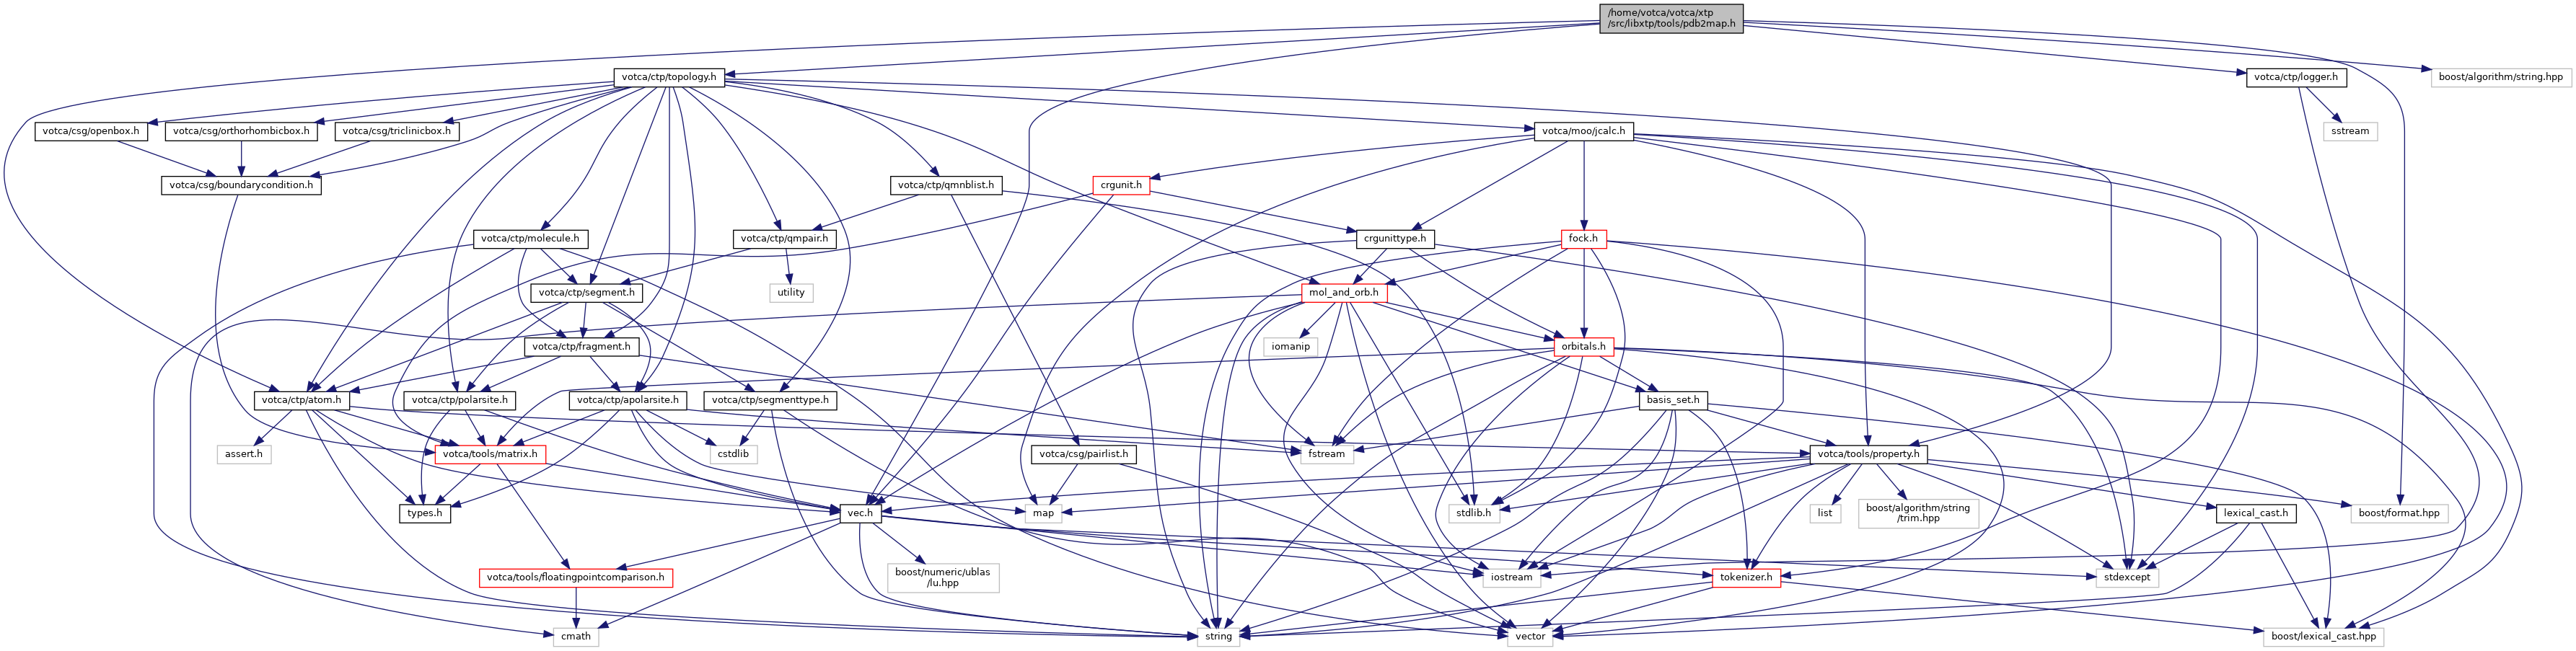 /home/votca/votca/xtp
/src/libxtp/tools/pdb2map.h
votca/ctp/topology.h
votca/ctp/logger.h
boost/algorithm/string.hpp
votca/csg/openbox.h
votca/csg/orthorhombicbox.h
votca/csg/triclinicbox.h
votca/moo/jcalc.h
sstream
votca/csg/boundarycondition.h
votca/ctp/qmnblist.h
crgunit.h
votca/ctp/molecule.h
votca/ctp/qmpair.h
crgunittype.h
fock.h
votca/ctp/segment.h
utility
mol_and_orb.h
votca/ctp/fragment.h
iomanip
orbitals.h
votca/ctp/atom.h
votca/ctp/polarsite.h
votca/ctp/apolarsite.h
votca/ctp/segmenttype.h
basis_set.h
assert.h
votca/tools/matrix.h
cstdlib
votca/csg/pairlist.h
fstream
votca/tools/property.h
types.h
vec.h
map
stdlib.h
list
boost/algorithm/string
/trim.hpp
lexical_cast.h
boost/format.hpp
votca/tools/floatingpointcomparison.h
boost/numeric/ublas
/lu.hpp
iostream
tokenizer.h
stdexcept
cmath
string
vector
boost/lexical_cast.hpp